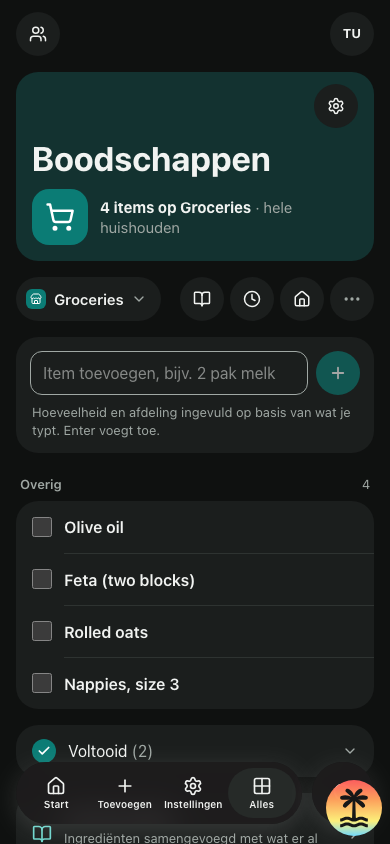 TU
Boodschappen
4 items op Groceries · hele
huishouden
Groceries
Item toevoegen, bijv. 2 pak melk
Hoeveelheid en afdeling ingevuld op basis van wat je
typt. Enter voegt toe.
Overig 4
Olive oil
Feta (two blocks)
Rolled oats
Nappies, size 3
Voltooid (2)
Start Toevoegen Instellingen Alles
Ingrediënten samengevoegd met wat er al